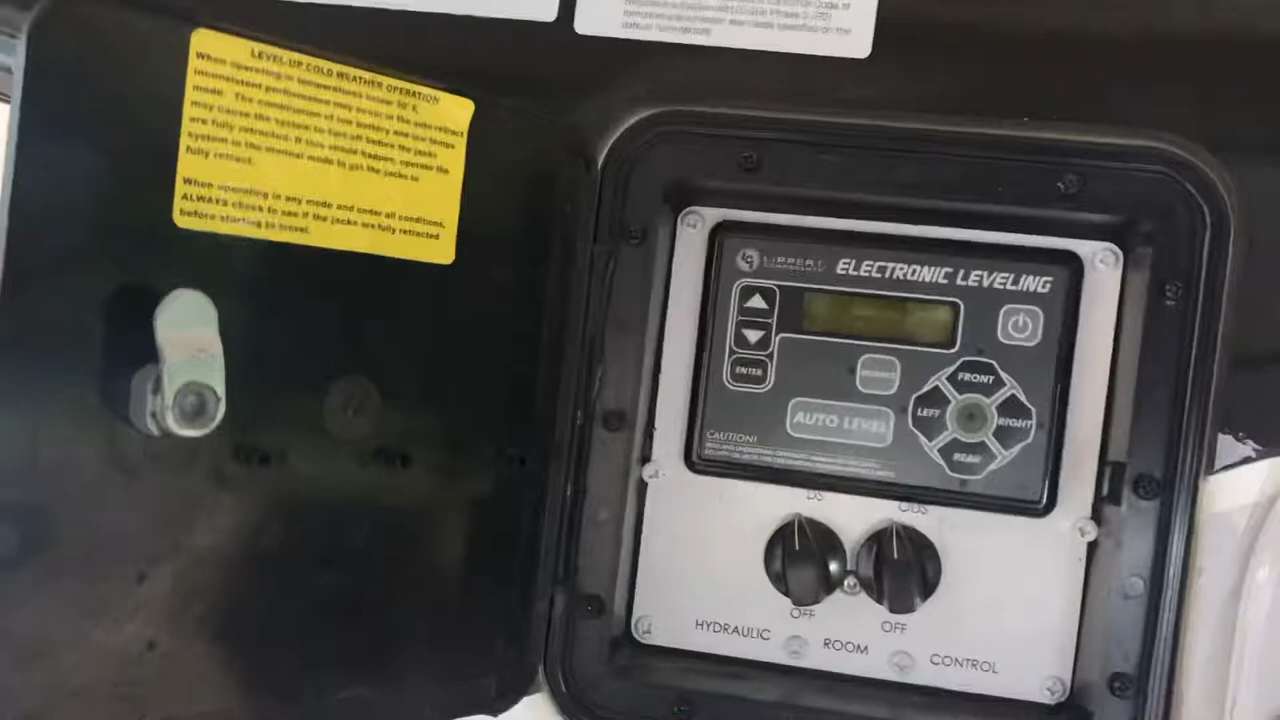 LEVEL-UP COLD WEATHER OPERATION
When operating in temperatures below
inconsistent performance may occur in the auto retract
mode. The combination of low battery and low temps
may cause the system to turn off before the jacks
are fully retracted. If this should happen, operate the
system in the manual mode to get the jacks to
fully retract.
When operating in any mode and under all conditions,
ALWAYS check to see if the jacks are fully retracted
before starting to travel.
LIPPERT
COMPONENTS
ELECTRONIC LEVELING
ENTER
AUTO LEVEL
FRONT
LEFT
RIGHT
REAR
CAUTION!
DS
ODS
OFF
OFF
HYDRAULIC ROOM CONTROL